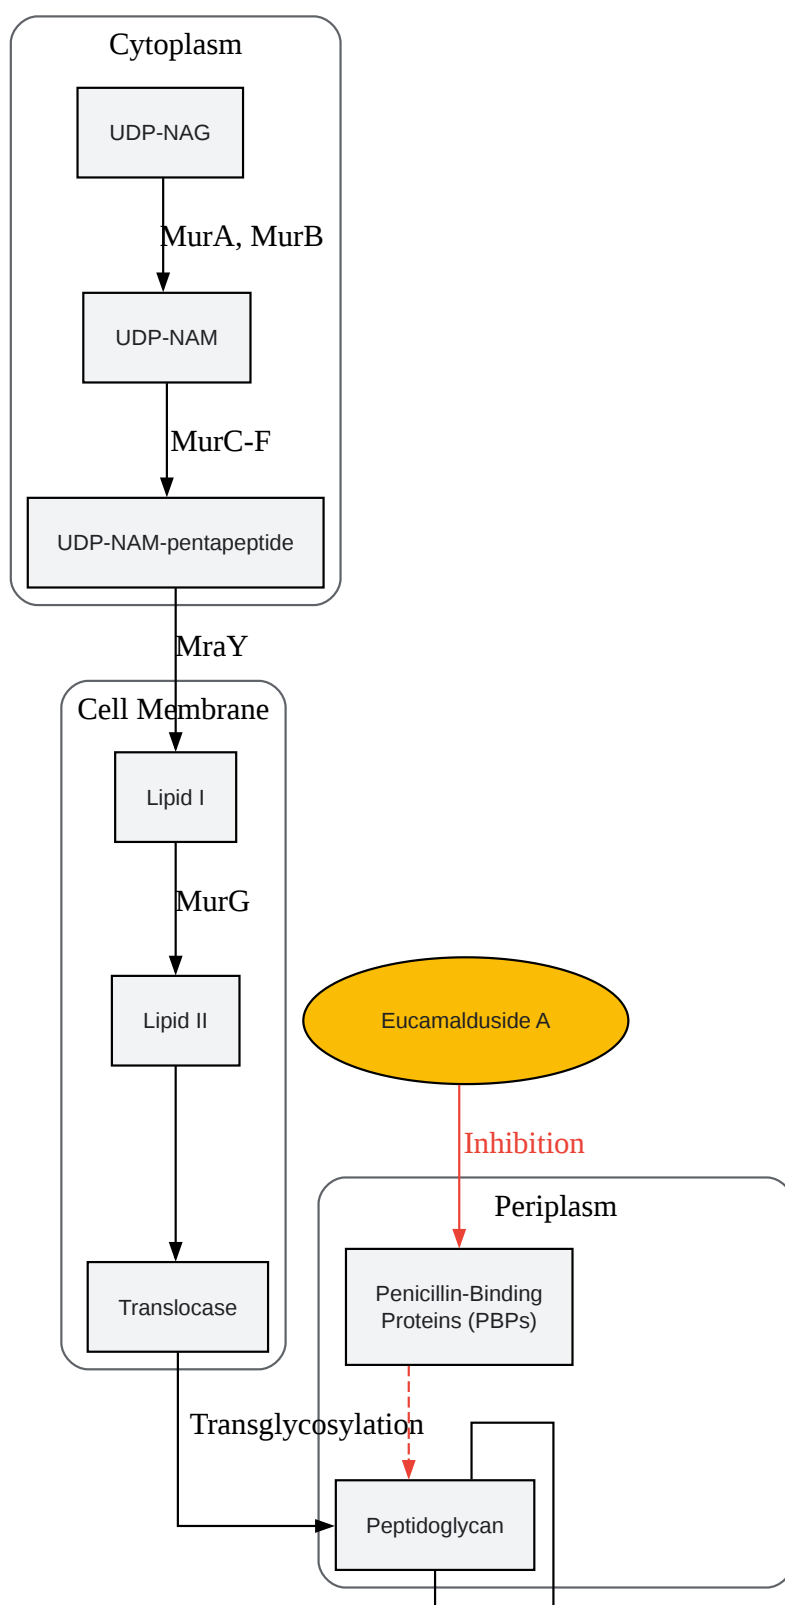 Cytoplasm
UDP-NAG
MurA, MurB
UDP-NAM
MurC-F
UDP-NAM-pentapeptide
MraY
Cell Membrane
Lipid I
MurG
Lipid II
Eucamalduside A
Inhibition
Periplasm
Penicillin-Binding
Proteins (PBPs)
Translocase
Transglycosylation
Peptidoglycan